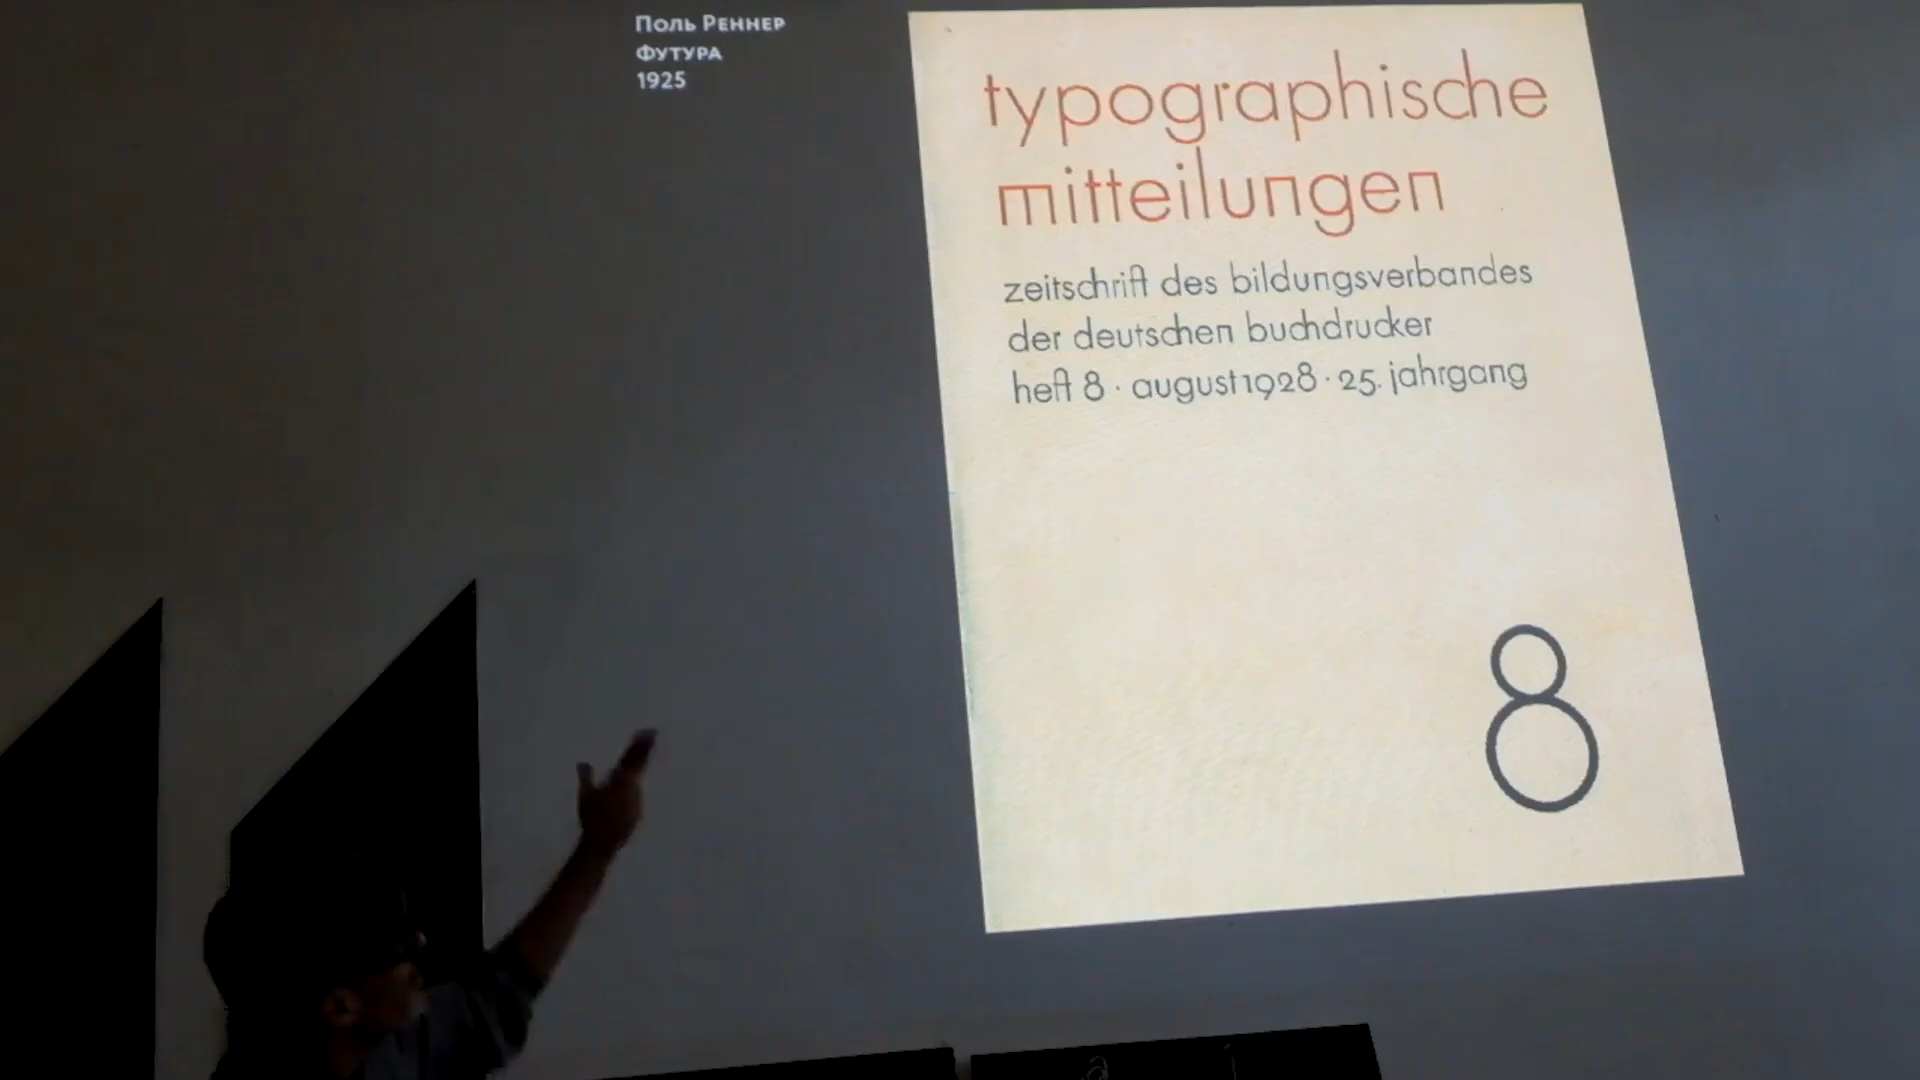 Поль Реннер
ФУТУРА
1925
typographische
mitteilungen
zeitschrift des bildungsverbandes
der deutschen buchdrucker
heft 8 · august 1928 · 25. jahrgang
8